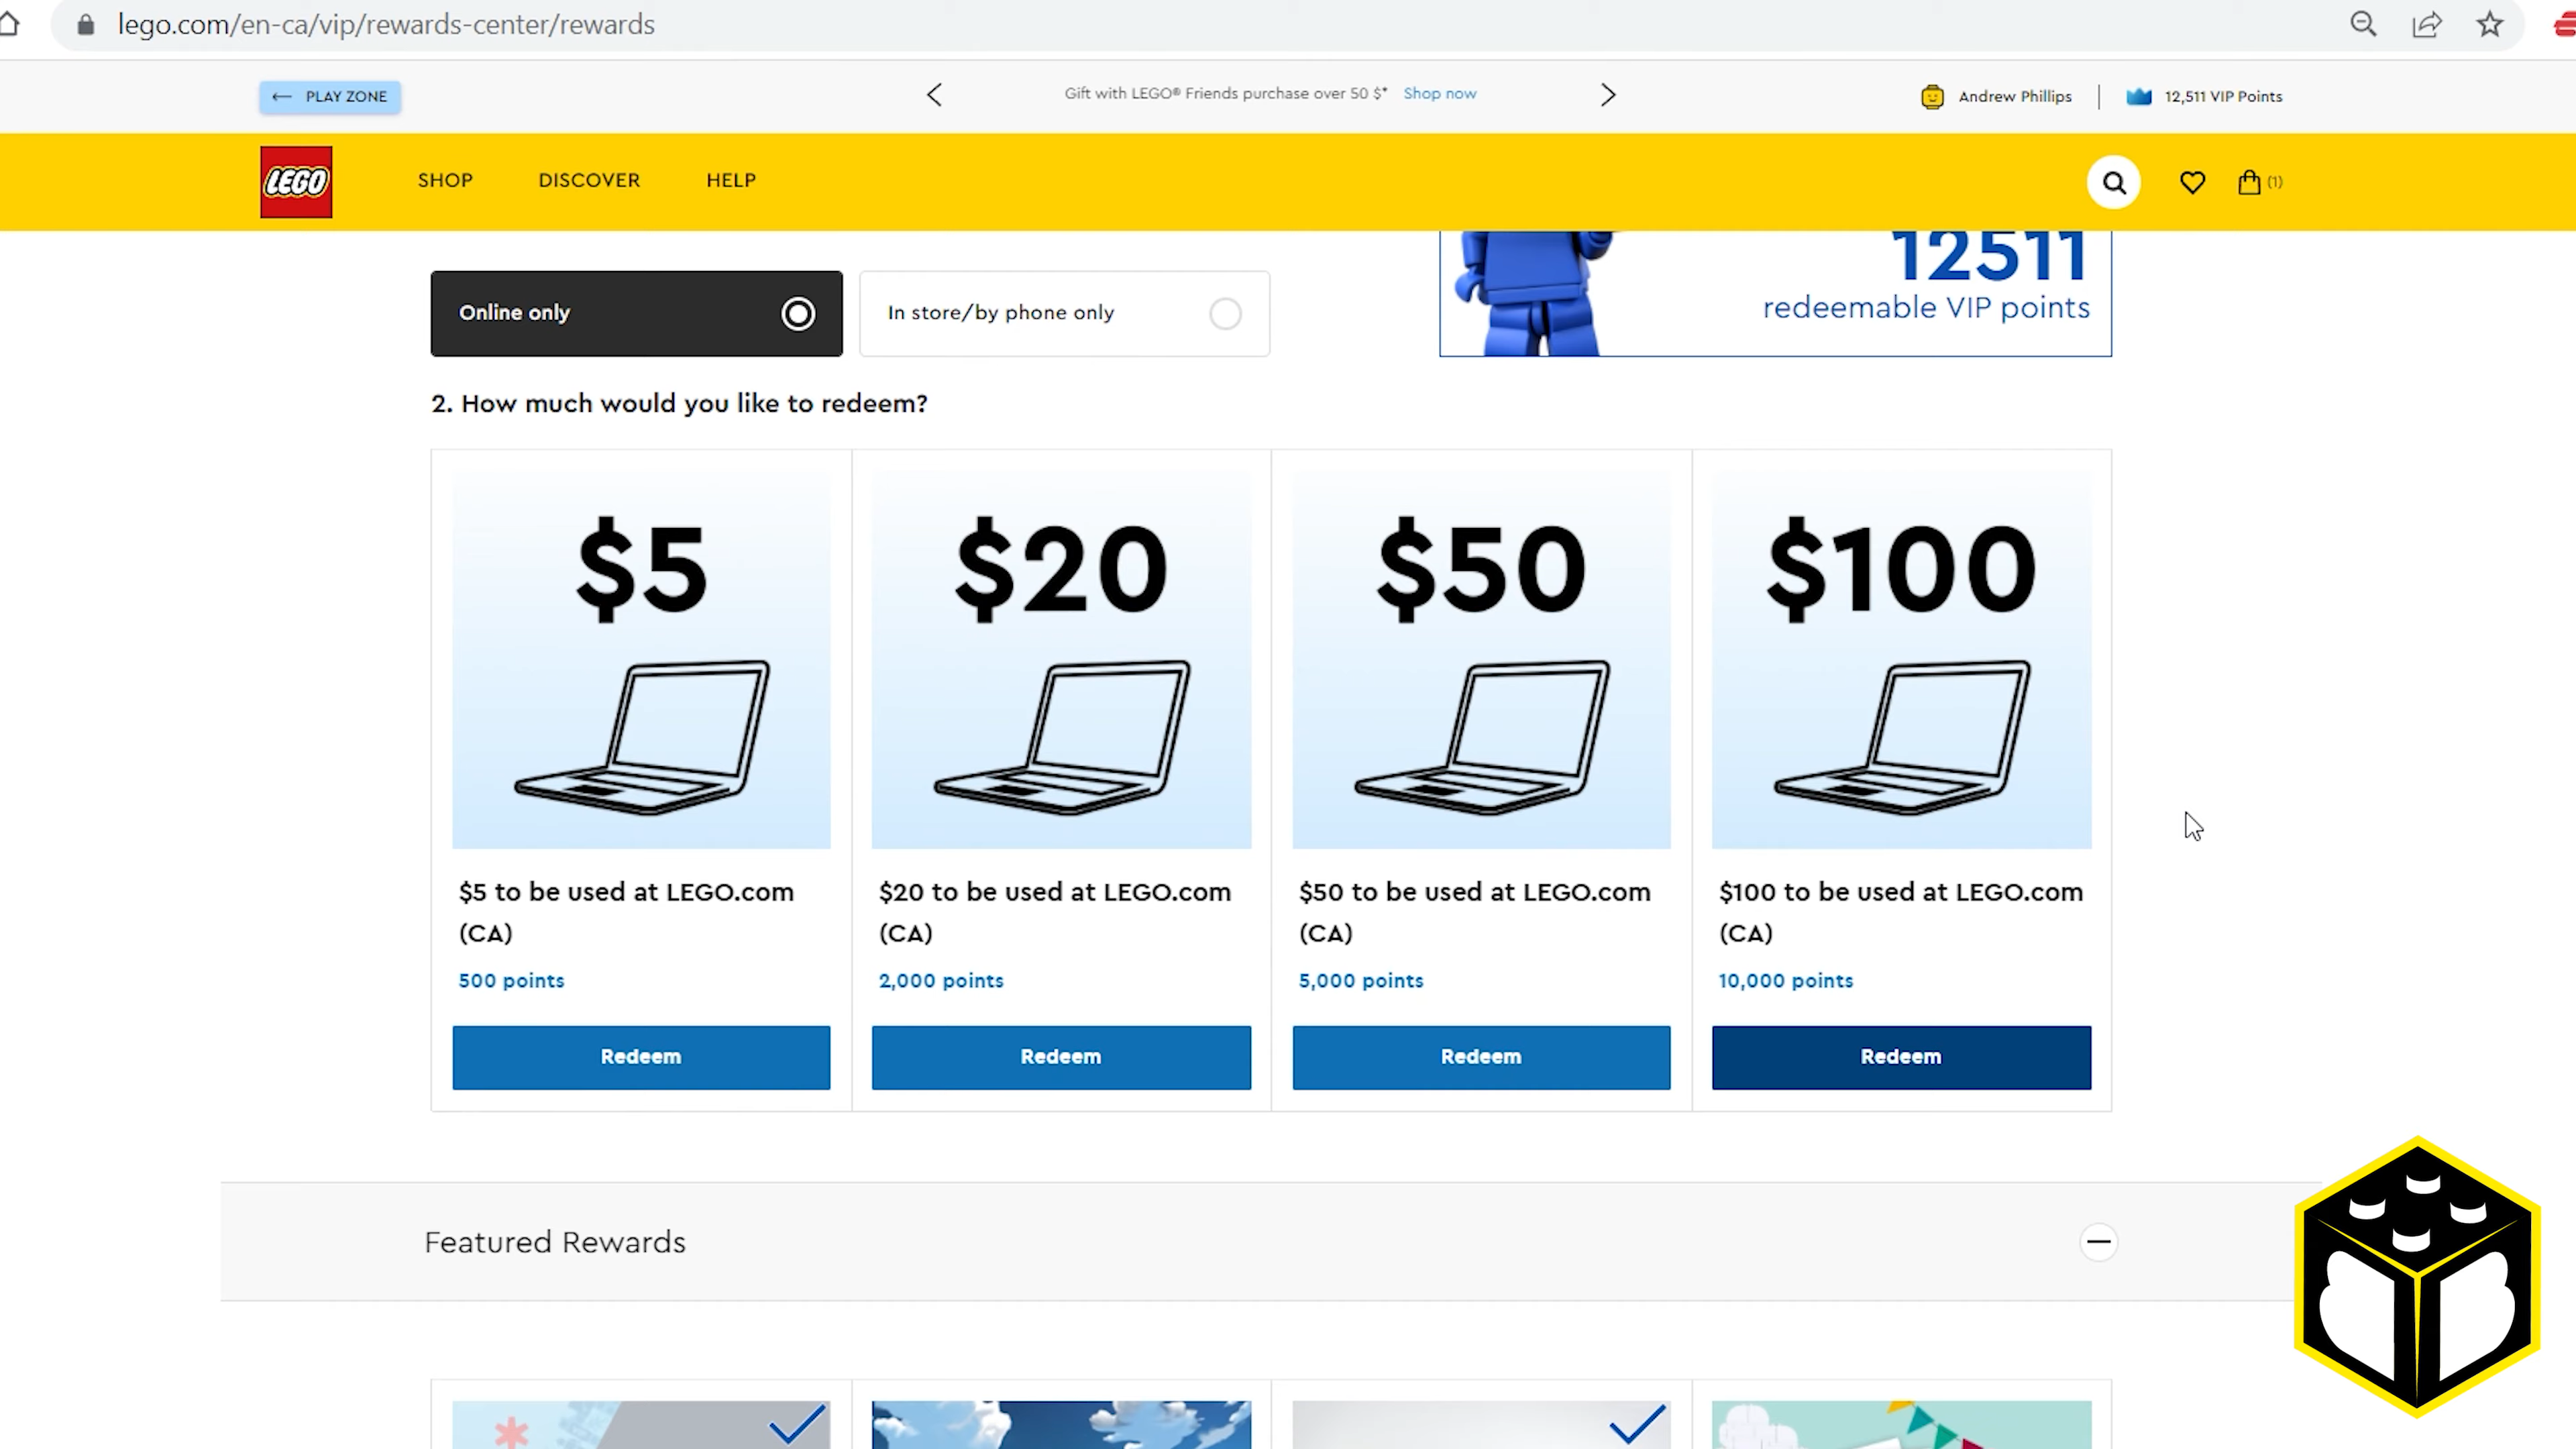 lego.com/en-ca/vip/rewards-center/rewards
← PLAY ZONE
Gift with LEGO® Friends purchase over 50 $* Shop now
Andrew Phillips
12,511 VIP Points
LEGO
SHOP
DISCOVER
HELP
(1)
12511
redeemable VIP points
Online only
In store/by phone only
2. How much would you like to redeem?
$5
$20
$50
$100
$5 to be used at LEGO.com
(CA)
500 points
Redeem
$20 to be used at LEGO.com
(CA)
2,000 points
Redeem
$50 to be used at LEGO.com
(CA)
5,000 points
Redeem
$100 to be used at LEGO.com
(CA)
10,000 points
Redeem
Featured Rewards